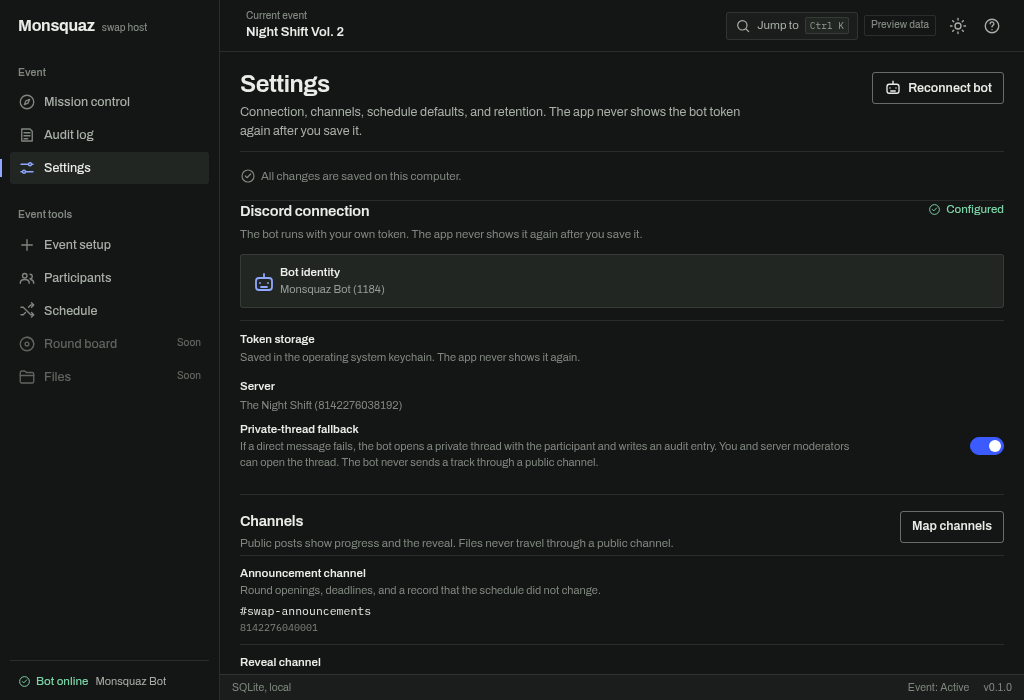 Monsquaz swap host
Event
Mission control
Audit log
Settings
Event tools
Event setup
Participants
Schedule
Round board Soon
Files Soon
Bot online Monsquaz Bot
Current event
Night Shift Vol. 2
Jump to Ctrl K
Preview data
Settings
Connection, channels, schedule defaults, and retention. The app never shows the bot token
again after you save it.
Reconnect bot
All changes are saved on this computer.
Discord connection
Configured
The bot runs with your own token. The app never shows it again after you save it.
Bot identity
Monsquaz Bot (1184)
Token storage
Saved in the operating system keychain. The app never shows it again.
Server
The Night Shift (8142276038192)
Private-thread fallback
If a direct message fails, the bot opens a private thread with the participant and writes an audit entry. You and server moderators
can open the thread. The bot never sends a track through a public channel.
Channels
Map channels
Public posts show progress and the reveal. Files never travel through a public channel.
Announcement channel
Round openings, deadlines, and a record that the schedule did not change.
#swap-announcements
8142276040001
Reveal channel
SQLite, local
Event: Active v0.1.0